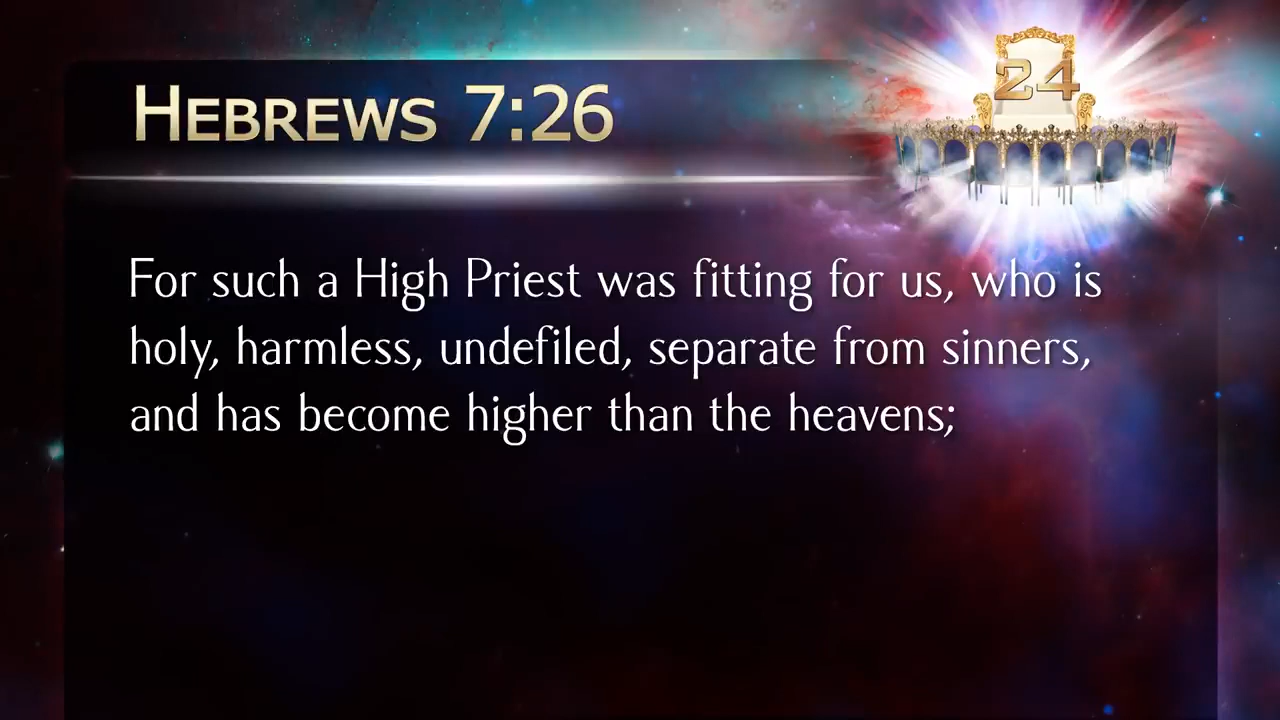 HEBREWS 7:26
24
For such a High Priest was fitting for us, who is
holy, harmless, undefiled, separate from sinners,
and has become higher than the heavens;